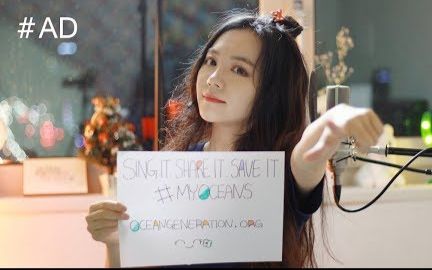 # AD
SING IT SHARE IT SAVE IT
#MYOCEANS
OCEANGENERATION.ORG